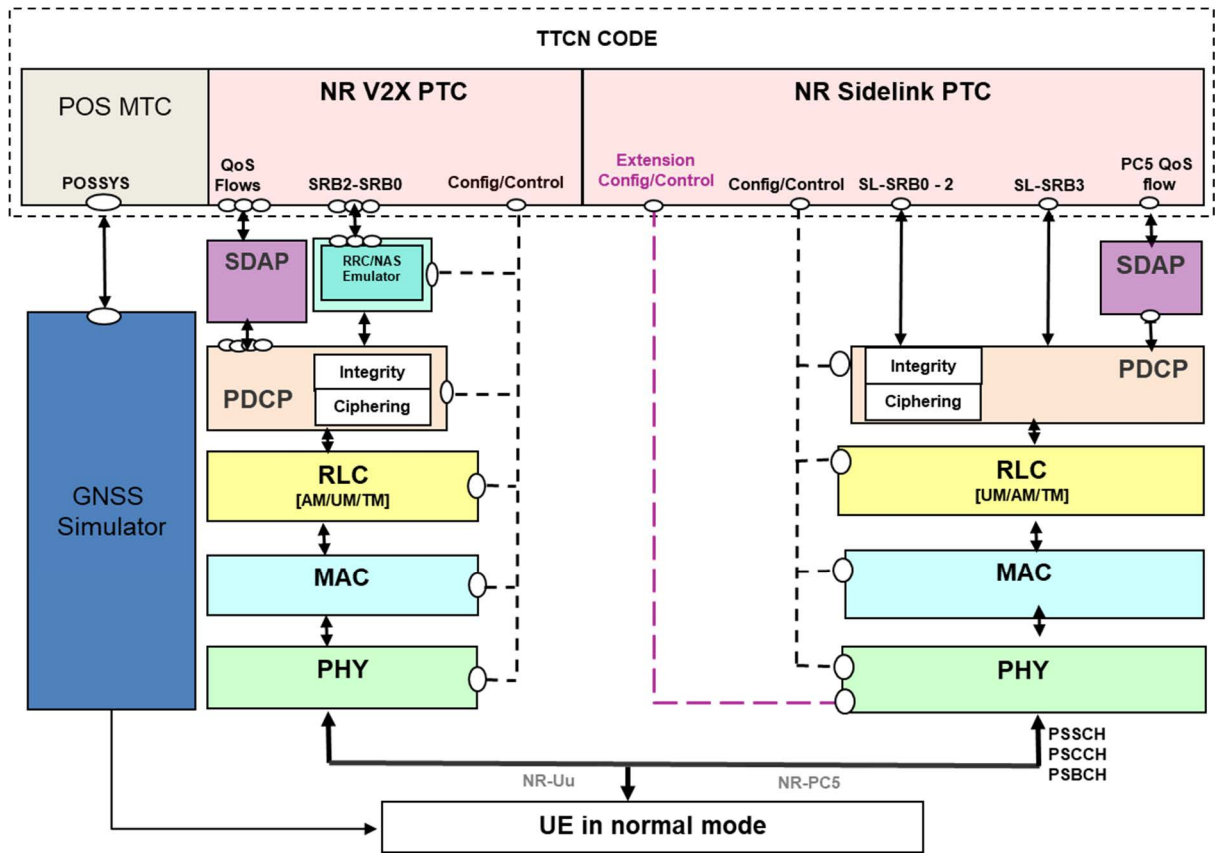 TTCN CODE
POS MTC
NR V2X PTC
NR Sidelink PTC
POSSYS
QoS
Flows
SRB2-SRB0
Config/Control
Extension
Config/Control
Config/Control
SL-SRB0 - 2
SL-SRB3
PC5 QoS
flow
SDAP
RRC/NAS
Emulator
SDAP
PDCP
Integrity
Ciphering
Integrity
Ciphering
PDCP
GNSS
Simulator
RLC
[AM/UM/TM]
RLC
[UM/AM/TM]
MAC
MAC
PHY
PHY
PSSCH
PSCCH
PSBCH
NR-Uu
NR-PC5
UE in normal mode